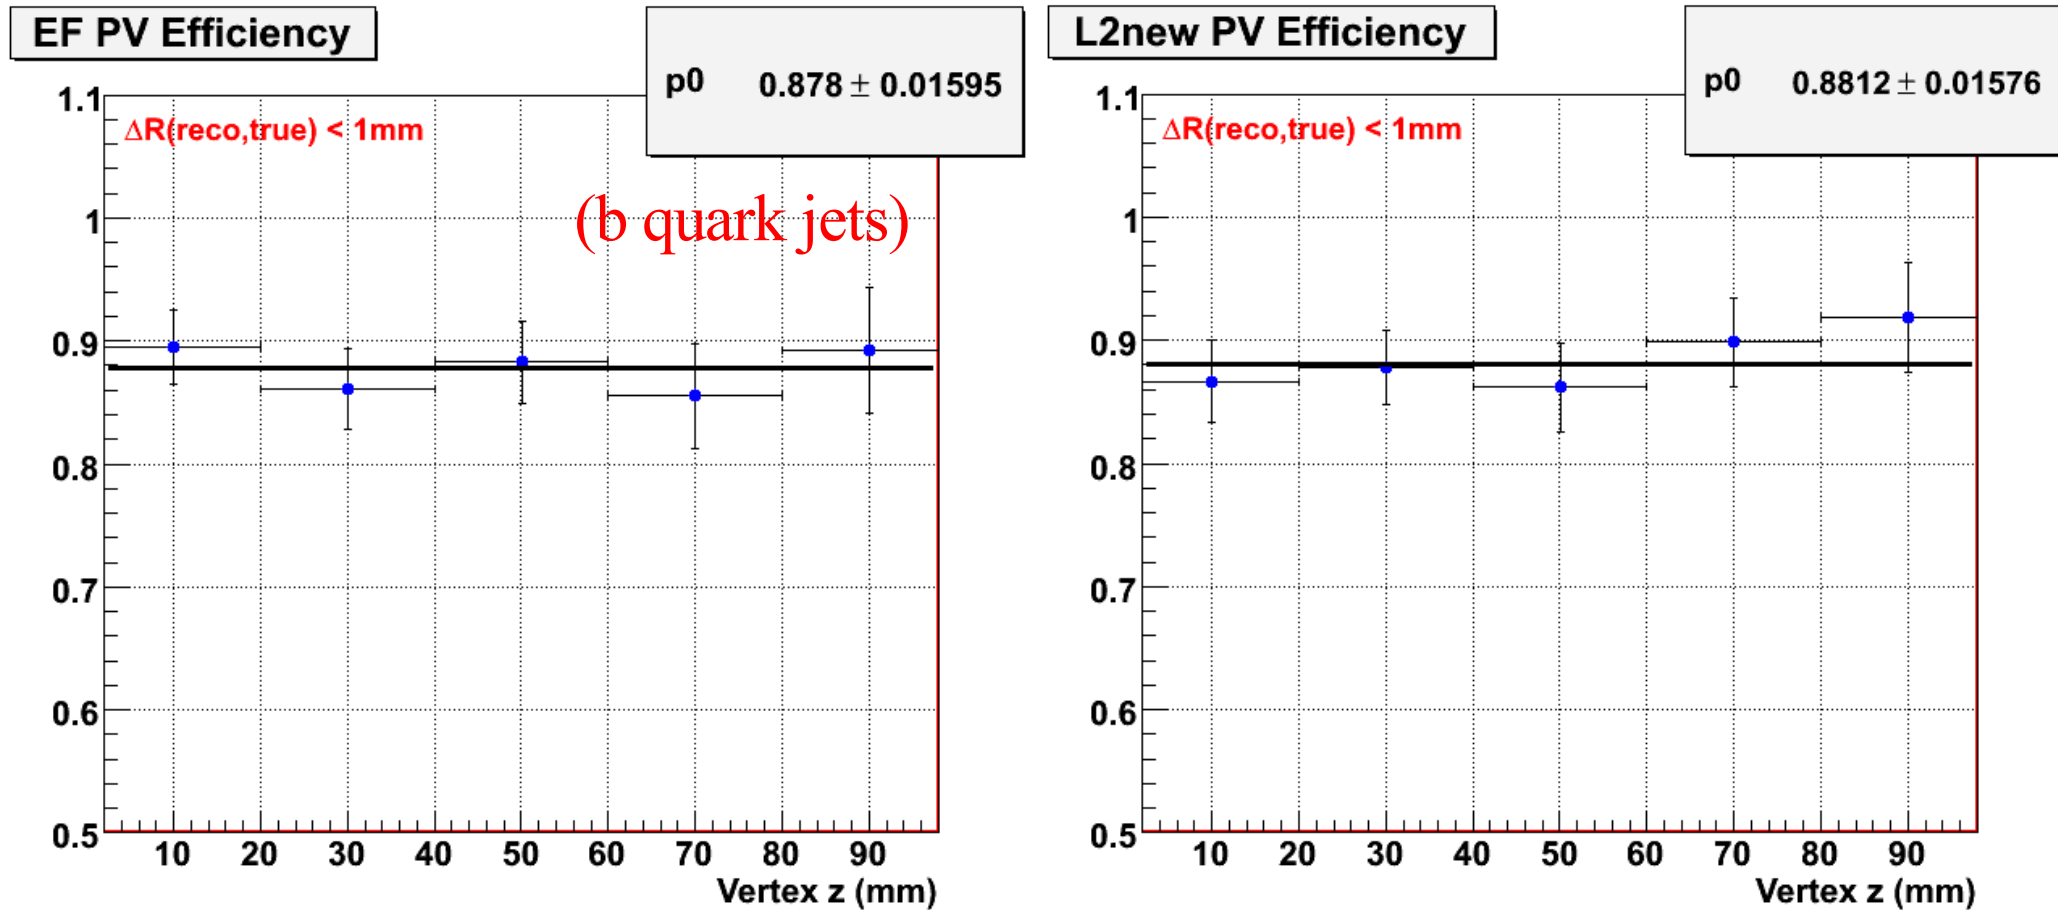 EF PV Efficiency
p0 0.878 ± 0.01595
1.1
ΔR(reco,true) < 1mm
(b quark jets)
1
0.9
0.8
0.7
0.6
0.5
10 20 30 40 50 60 70 80 90
Vertex z (mm)
L2new PV Efficiency
p0 0.8812 ± 0.01576
1.1
ΔR(reco,true) < 1mm
1
0.9
0.8
0.7
0.6
0.5
10 20 30 40 50 60 70 80 90
Vertex z (mm)